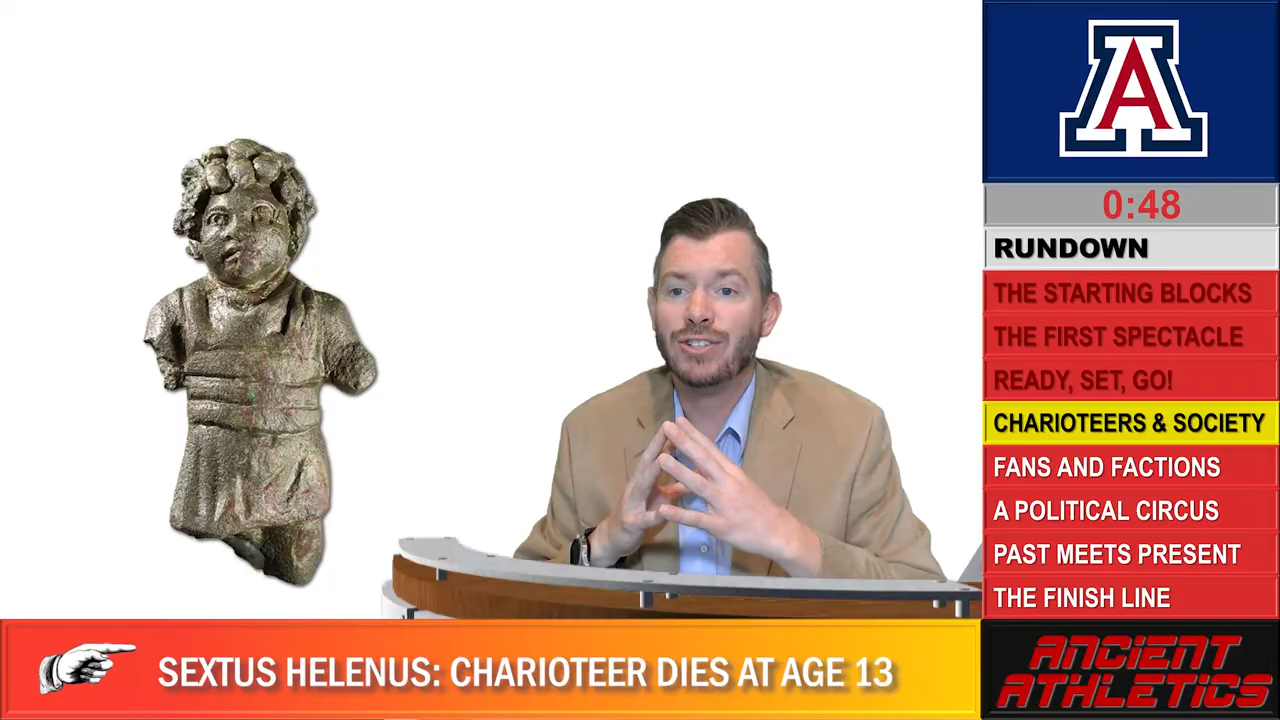 A
0:48
RUNDOWN
THE STARTING BLOCKS
THE FIRST SPECTACLE
READY, SET, GO!
CHARIOTEERS & SOCIETY
FANS AND FACTIONS
A POLITICAL CIRCUS
PAST MEETS PRESENT
THE FINISH LINE
SEXTUS HELENUS: CHARIOTEER DIES AT AGE 13
ANCiENT
ATHLETiCS